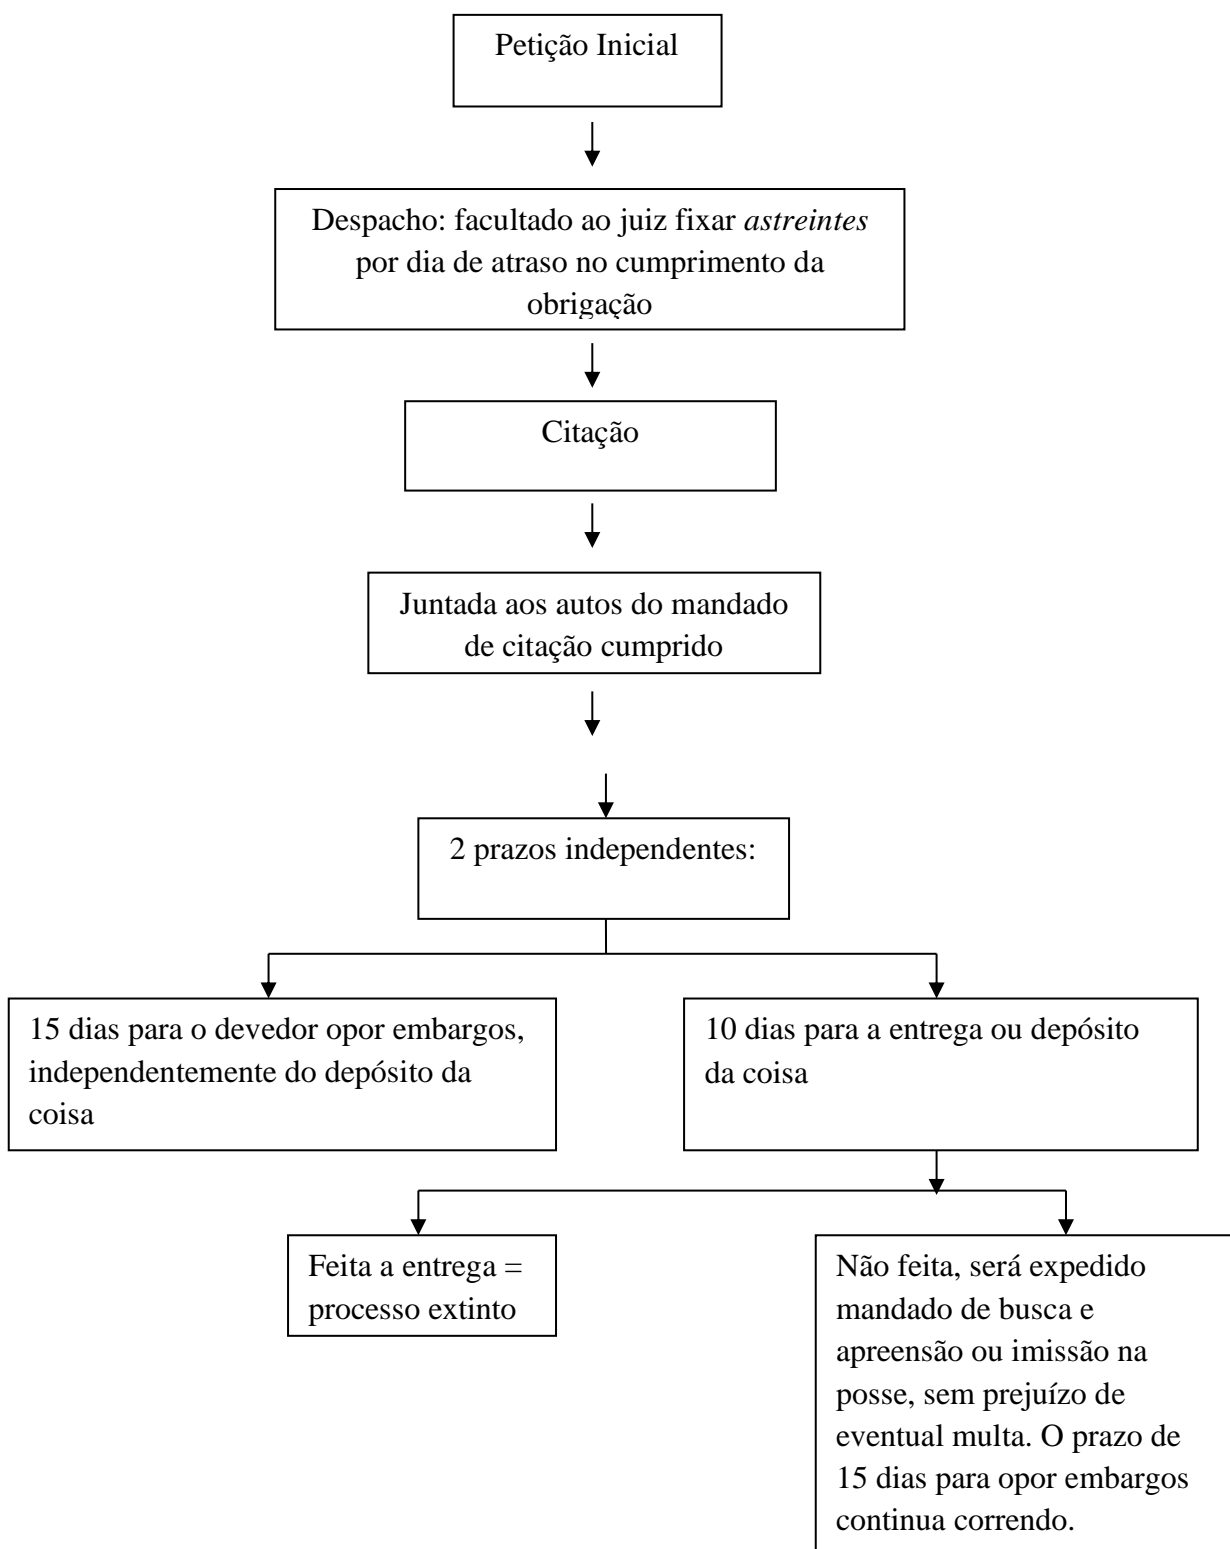 Petição Inicial
Despacho: facultado ao juiz fixar astreintes
por dia de atraso no cumprimento da
obrigação
Citação
Juntada aos autos do mandado
de citação cumprido
2 prazos independentes:
15 dias para o devedor opor embargos,
independentemente do depósito da
coisa
10 dias para a entrega ou depósito
da coisa
Feita a entrega =
processo extinto
Não feita, será expedido
mandado de busca e
apreensão ou imissão na
posse, sem prejuízo de
eventual multa. O prazo de
15 dias para opor embargos
continua correndo.